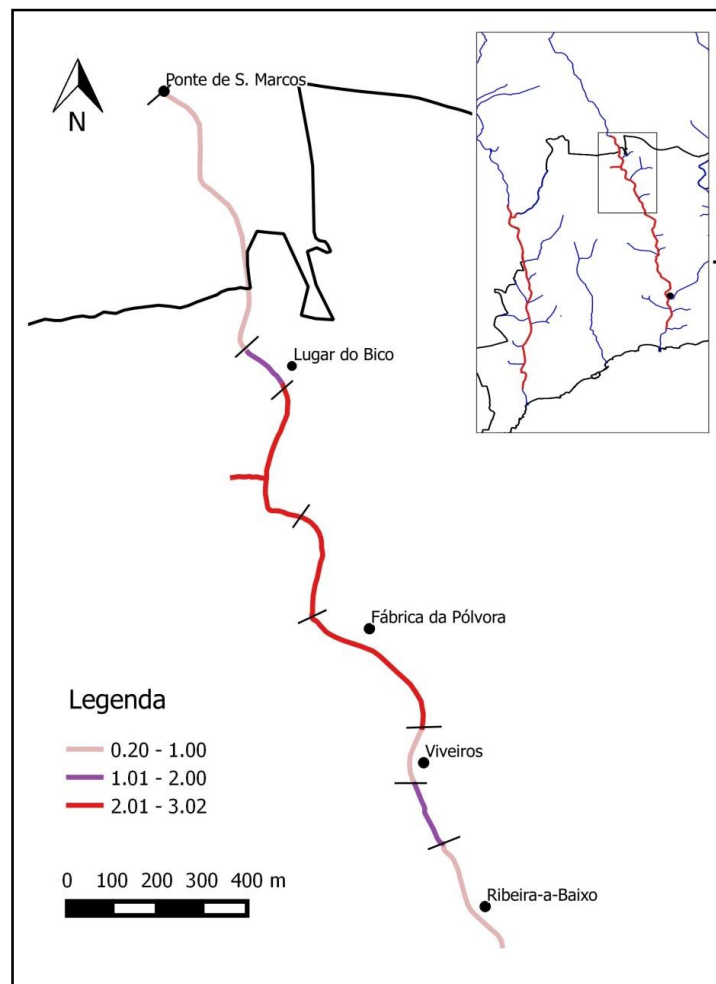 Ponte de S. Marcos
N
Lugar do Bico
Fábrica da Pólvora
Legenda
0.20 - 1.00
1.01 - 2.00
2.01 - 3.02
Viveiros
0 100 200 300 400 m
Ribeira-a-Baixo